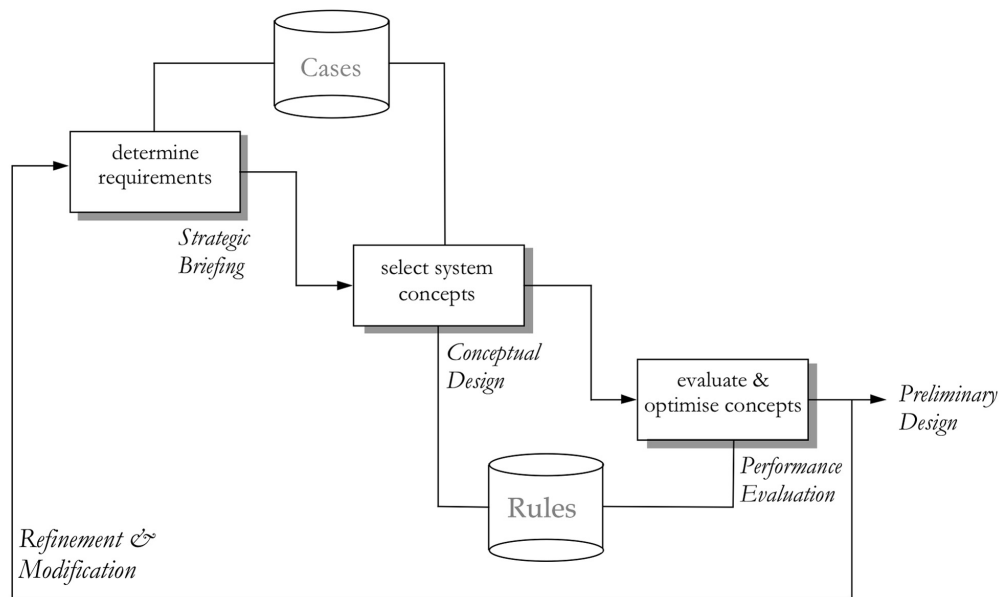 Cases
determine
requirements
Strategic
Briefing
select system
concepts
Conceptual
Design
evaluate &
optimise concepts
Preliminary
Design
Performance
Evaluation
Rules
Refinement &
Modification